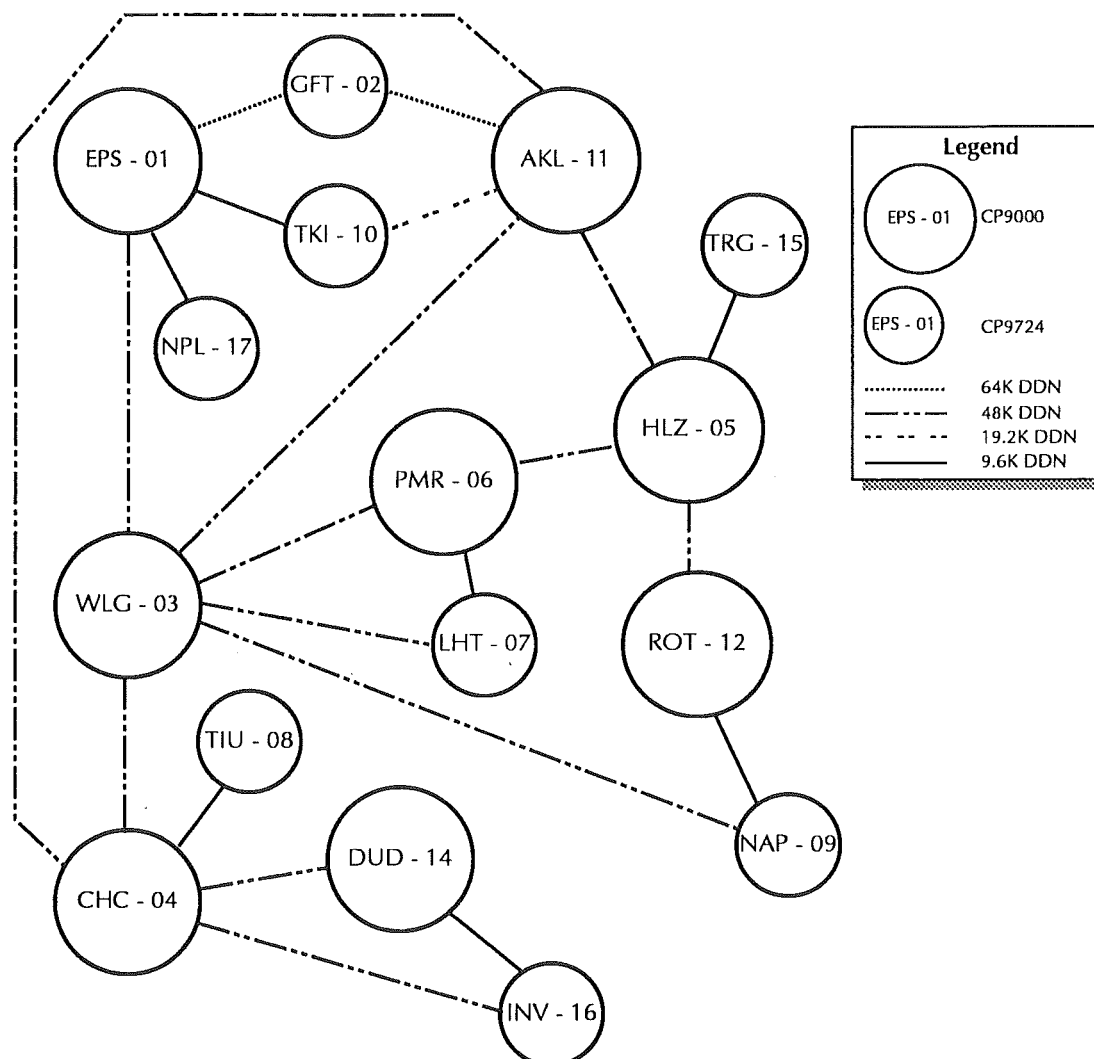 GFT - 02
EPS - 01
AKL - 11
TKI - 10
TRG - 15
NPL - 17
HLZ - 05
PMR - 06
WLG - 03
LHT - 07
ROT - 12
TIU - 08
DUD - 14
NAP - 09
CHC - 04
INV - 16
Legend
EPS - 01 CP9000
EPS - 01 CP9724
64K DDN
48K DDN
19.2K DDN
9.6K DDN